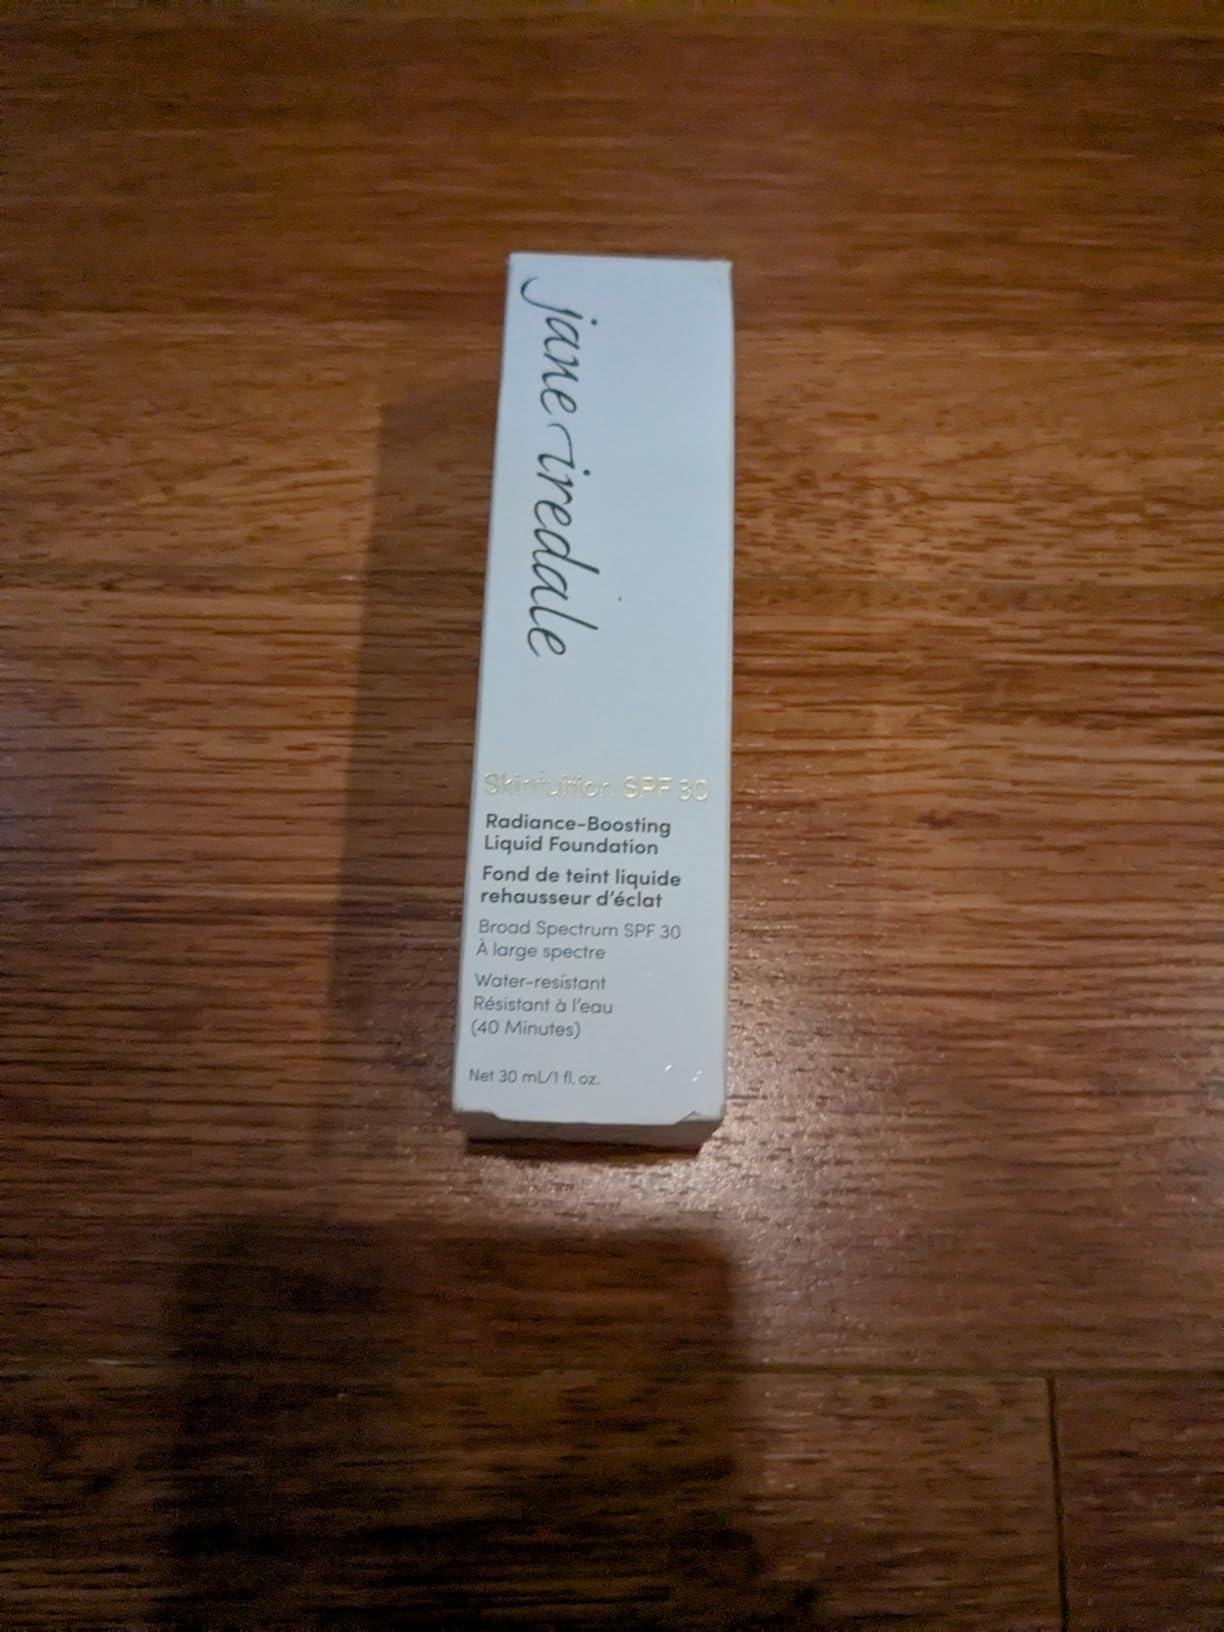 jane iredale
Skintuition SPF 30
Radiance-Boosting
Liquid Foundation
Fond de teint liquide
rehausseur d'éclat
Broad Spectrum SPF 30
À large spectre
Water-resistant
Résistant à l'eau
(40 Minutes)
Net 30 mL/1 fl. oz.